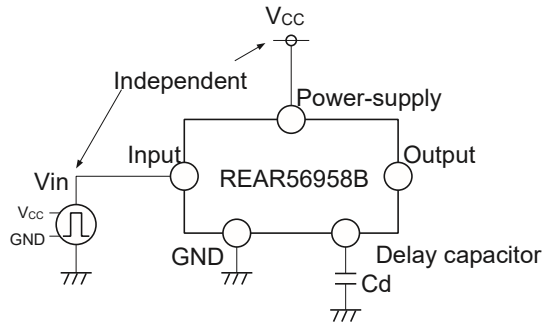 Vcc
Independent
Power-supply
Input
Output
REAR56958B
Vin
Vcc
GND
GND
Delay capacitor
Cd